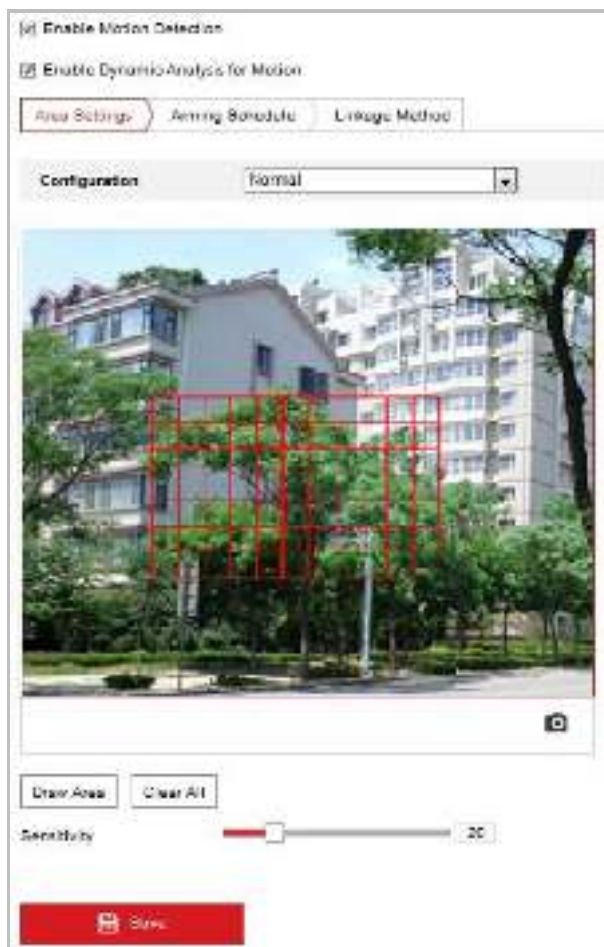 Enable Motion Detection
Enable Dynamic Analysis for Motion
Area Settings Arming Schedule Linkage Method
Configuration Normal
Draw Area Clear All
Sensitivity 20
Save